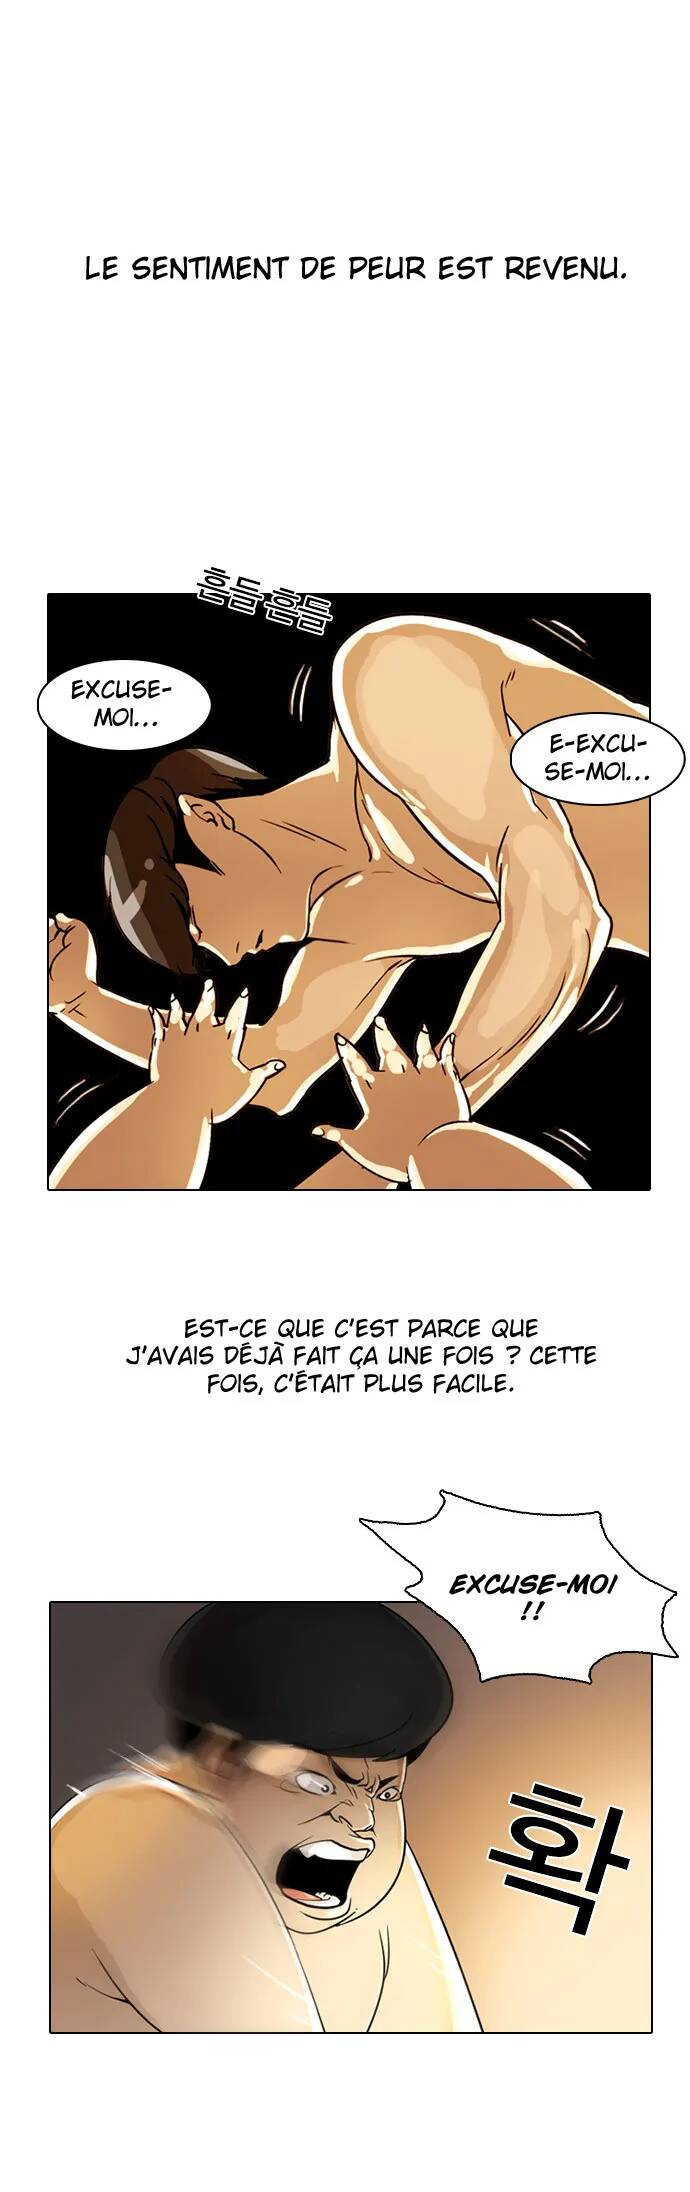 LE SENTIMENT DE PEUR EST REVENU.
흔들 흔들
EXCUSE-
MOI...
E-EXCU-
SE-MOI...
EST-CE QUE C'EST PARCE QUE
J'AVAIS DÉJÀ FAIT ÇA UNE FOIS ? CETTE
FOIS, C'ÉTAIT PLUS FACILE.
EXCUSE-MOI
!!
확